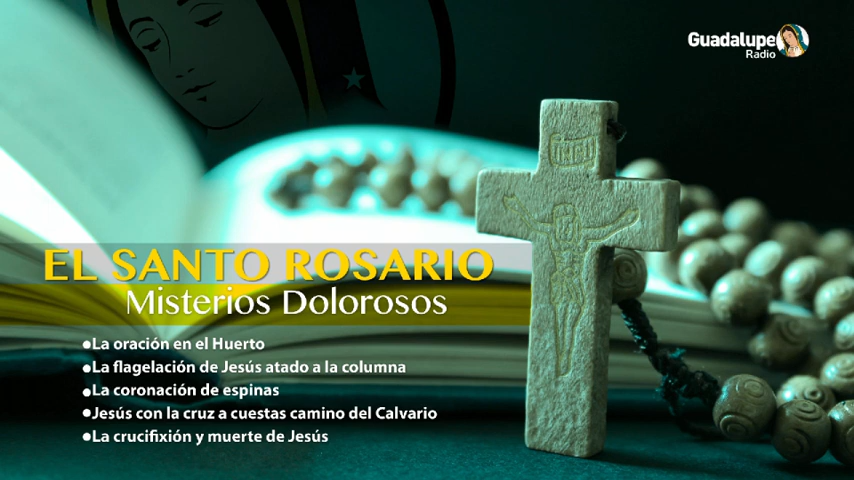 Guadalupe
Radio
INRI
EL SANTO ROSARIO
Misterios Dolorosos
●La oración en el Huerto
●La flagelación de Jesús atado a la columna
●La coronación de espinas
●Jesús con la cruz a cuestas camino del Calvario
●La crucifixión y muerte de Jesús